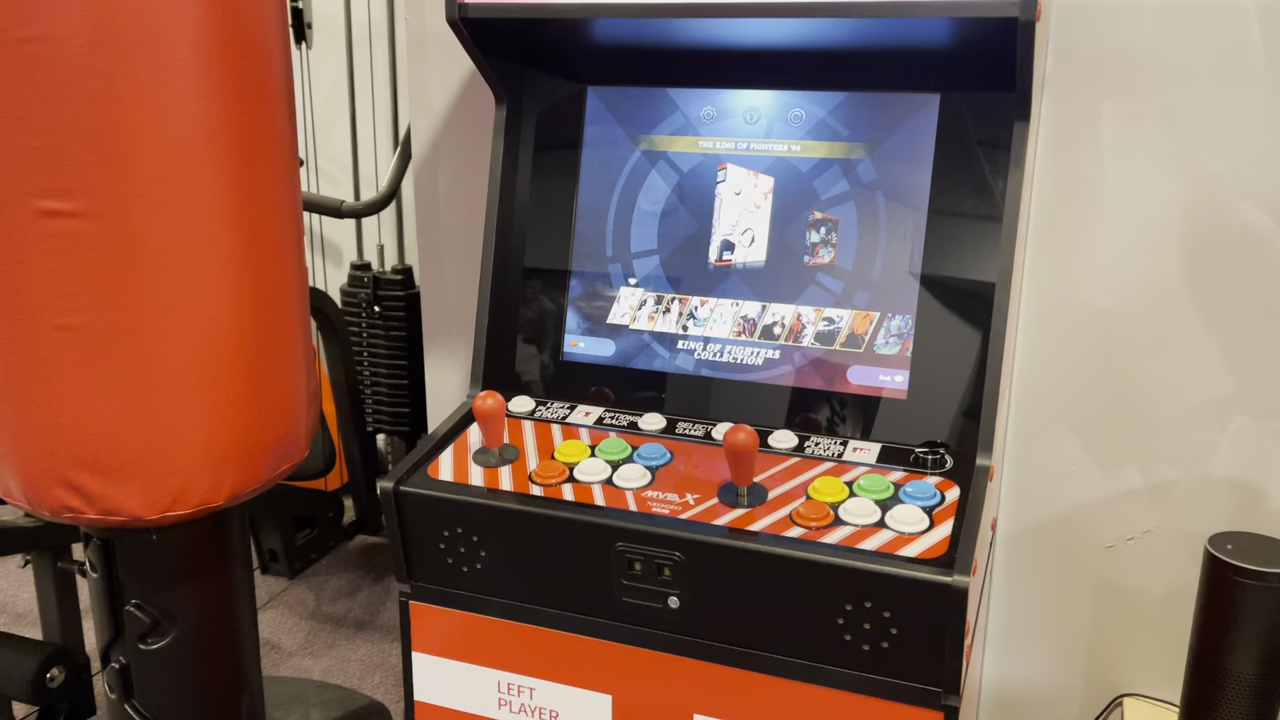 THE KING OF FIGHTERS '94
KING OF FIGHTERS
COLLECTION
LEFT
PLAYER
START
OPTIONS
BACK
SELECT
GAME
RIGHT
PLAYER
START
MVSX
NEOGEO
LEFT
PLAYER